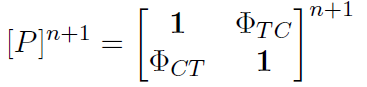 $[P]^{n+1} = \begin{bmatrix} \mathbf{1} & \Phi_{TC} \\ \Phi_{CT} & \mathbf{1} \end{bmatrix}^{n+1}$